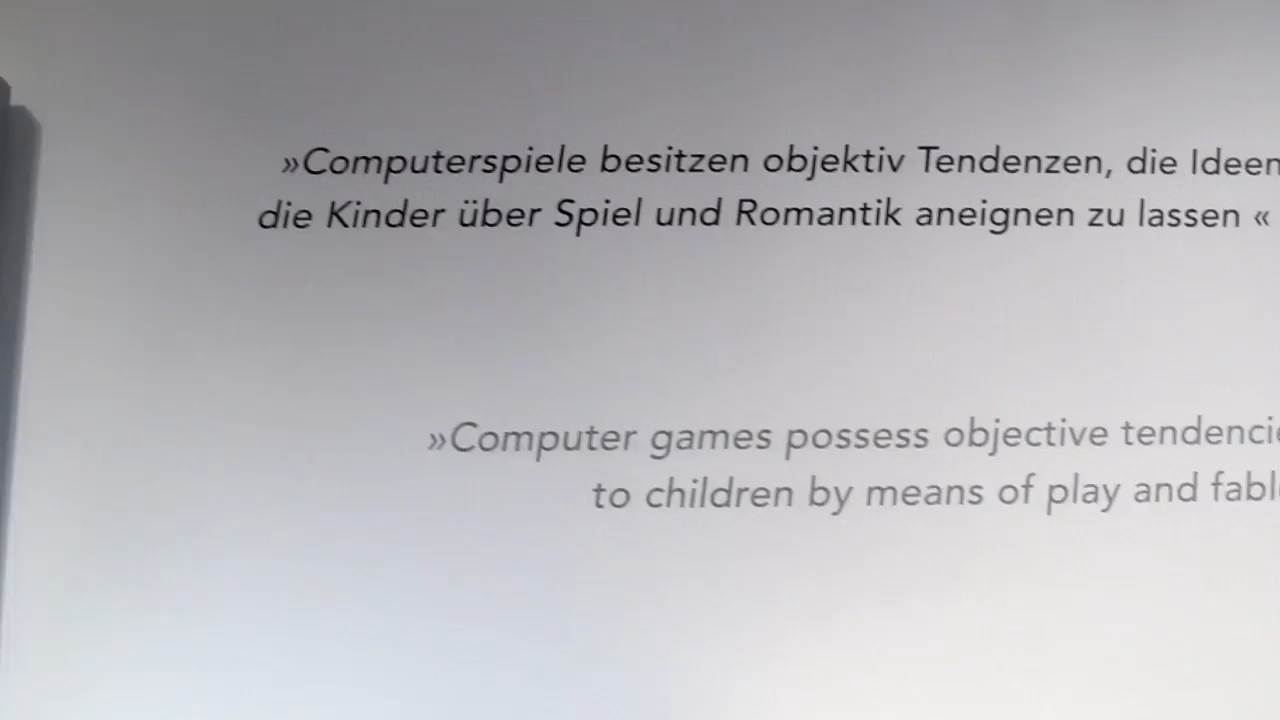 »Computerspiele besitzen objektiv Tendenzen, die Ideen
die Kinder über Spiel und Romantik aneignen zu lassen «
»Computer games possess objective
to children by means of play and